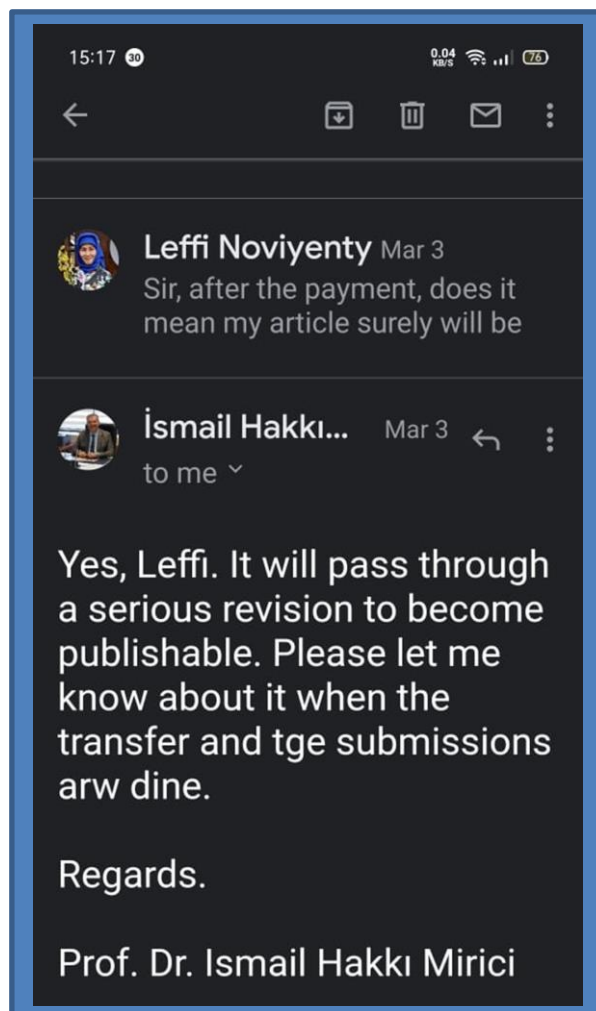 15:17 30 0.04 KB/S 76
Leffi Noviyenty Mar 3
Sir, after the payment, does it
mean my article surely will be
İsmail Hakkı... Mar 3
to me
Yes, Leffi. It will pass through
a serious revision to become
publishable. Please let me
know about it when the
transfer and tge submissions
arw dine.
Regards.
Prof. Dr. Ismail Hakkı Mirici